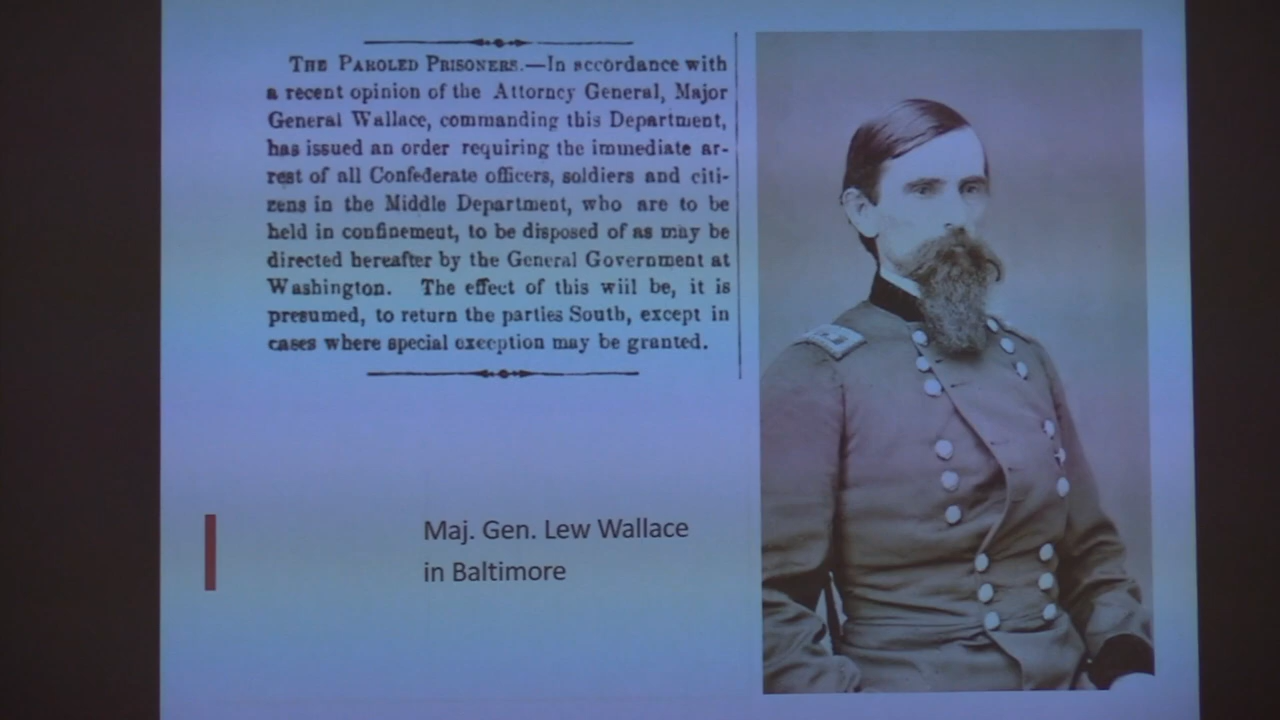 THE PAROLED PRISONERS.—In accordance with
a recent opinion of the Attorney General, Major
General Wallace, commanding this Department,
has issued an order requiring the immediate ar-
rest of all Confederate officers, soldiers and citi-
zens in the Middle Department, who are to be
held in confinement, to be disposed of as may be
directed hereafter by the General Government at
Washington. The effect of this wiil be, it is
presumed, to return the parties South, except in
cases where special exception may be granted.
Maj. Gen. Lew Wallace
in Baltimore